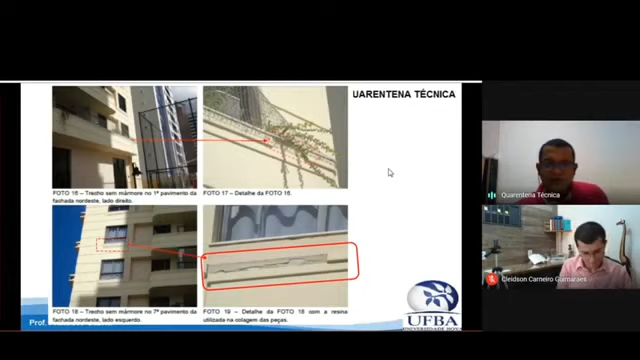 UARENTENA TÉCNICA
FOTO 16 – Trecho sem mármore no 1º pavimento da
fachada nordeste, lado direito.
FOTO 17 – Detalhe da FOTO 16.
FOTO 18 – Trecho sem mármore no 7º pavimento da
fachada nordeste, lado esquerdo.
FOTO 19 – Detalhe da FOTO 18 com a resina
utilizada na colagem das peças.
Prof.
UFBA
Quarentena Técnica
Cleidson Carneiro Guimaraes